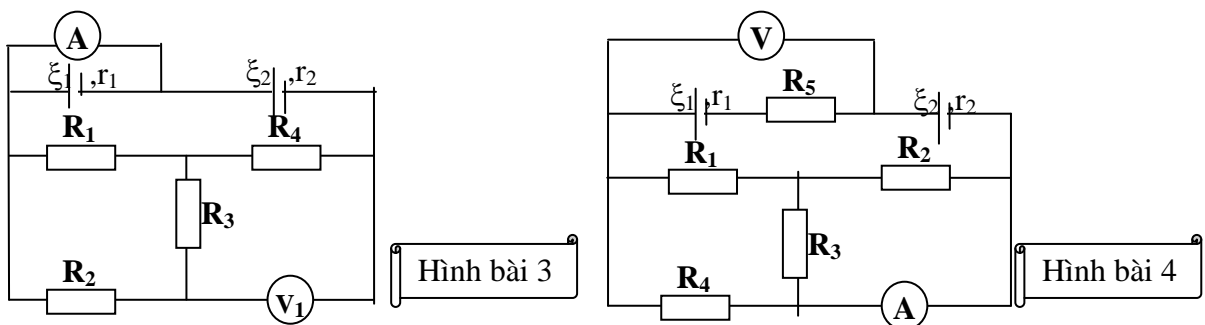 A
ξ1 ,r1 ξ2 ,r2
R1 R4
R3
R2
V1
Hình bài 3
V
R5
ξ1 ,r1 ξ2 ,r2
R1 R2
R3
R4
A
Hình bài 4